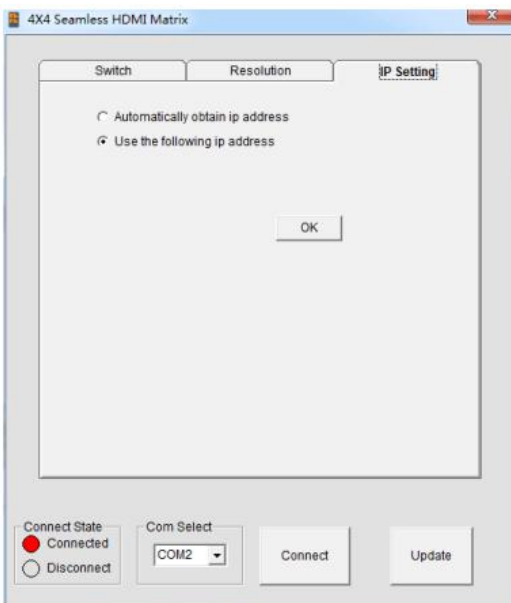 4X4 Seamless HDMI Matrix
Switch Resolution IP Setting
Automatically obtain ip address
Use the following ip address
OK
Connect State Com Select
Connected
COM2 Connect Update
Disconnect